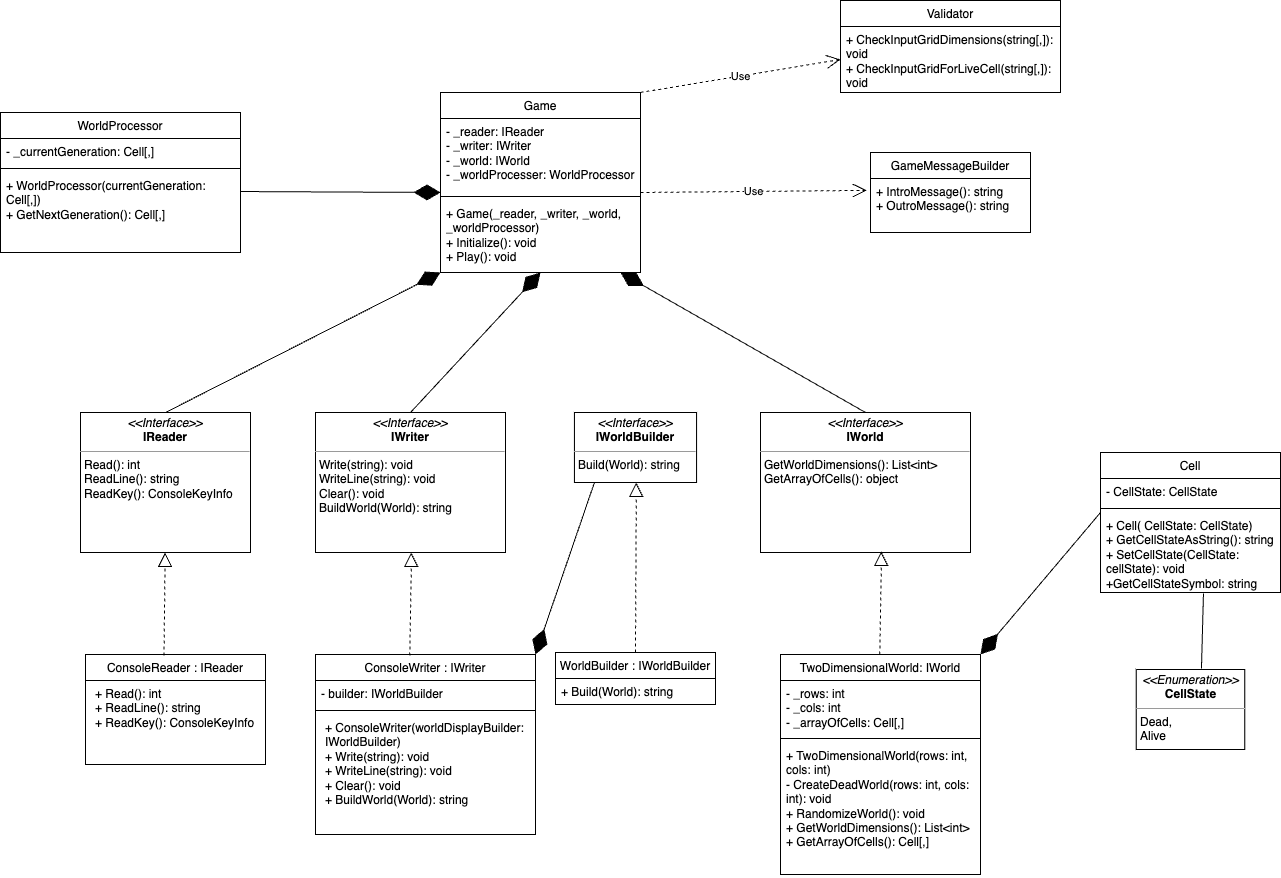 Validator
+ CheckInputGridDimensions(string[,]):
void
+ CheckInputGridForLiveCell(string[,]):
void
Use
Game
- _reader: IReader
- _writer: IWriter
- _world: IWorld
- _worldProcesser: WorldProcessor
+ Game(_reader, _writer, _world,
_worldProcessor)
+ Initialize(): void
+ Play(): void
WorldProcessor
- _currentGeneration: Cell[,]
+ WorldProcessor(currentGeneration:
Cell[,])
+ GetNextGeneration(): Cell[,]
Use
GameMessageBuilder
+ IntroMessage(): string
+ OutroMessage(): string
<<Interface>>
IReader
Read(): int
ReadLine(): string
ReadKey(): ConsoleKeyInfo
<<Interface>>
IWriter
Write(string): void
WriteLine(string): void
Clear(): void
BuildWorld(World): string
<<Interface>>
IWorldBuilder
Build(World): string
<<Interface>>
IWorld
GetWorldDimensions(): List<int>
GetArrayOfCells(): object
Cell
- CellState: CellState
+ Cell( CellState: CellState)
+ GetCellStateAsString(): string
+ SetCellState(CellState:
cellState): void
+GetCellStateSymbol: string
ConsoleReader : IReader
+ Read(): int
+ ReadLine(): string
+ ReadKey(): ConsoleKeyInfo
ConsoleWriter : IWriter
- builder: IWorldBuilder
+ ConsoleWriter(worldDisplayBuilder:
IWorldBuilder)
+ Write(string): void
+ WriteLine(string): void
+ Clear(): void
+ BuildWorld(World): string
WorldBuilder : IWorldBuilder
+ Build(World): string
TwoDimensionalWorld: IWorld
- _rows: int
- _cols: int
- _arrayOfCells: Cell[,]
+ TwoDimensionalWorld(rows: int,
cols: int)
- CreateDeadWorld(rows: int, cols:
int): void
+ RandomizeWorld(): void
+ GetWorldDimensions(): List<int>
+ GetArrayOfCells(): Cell[,]
<<Enumeration>>
CellState
Dead,
Alive